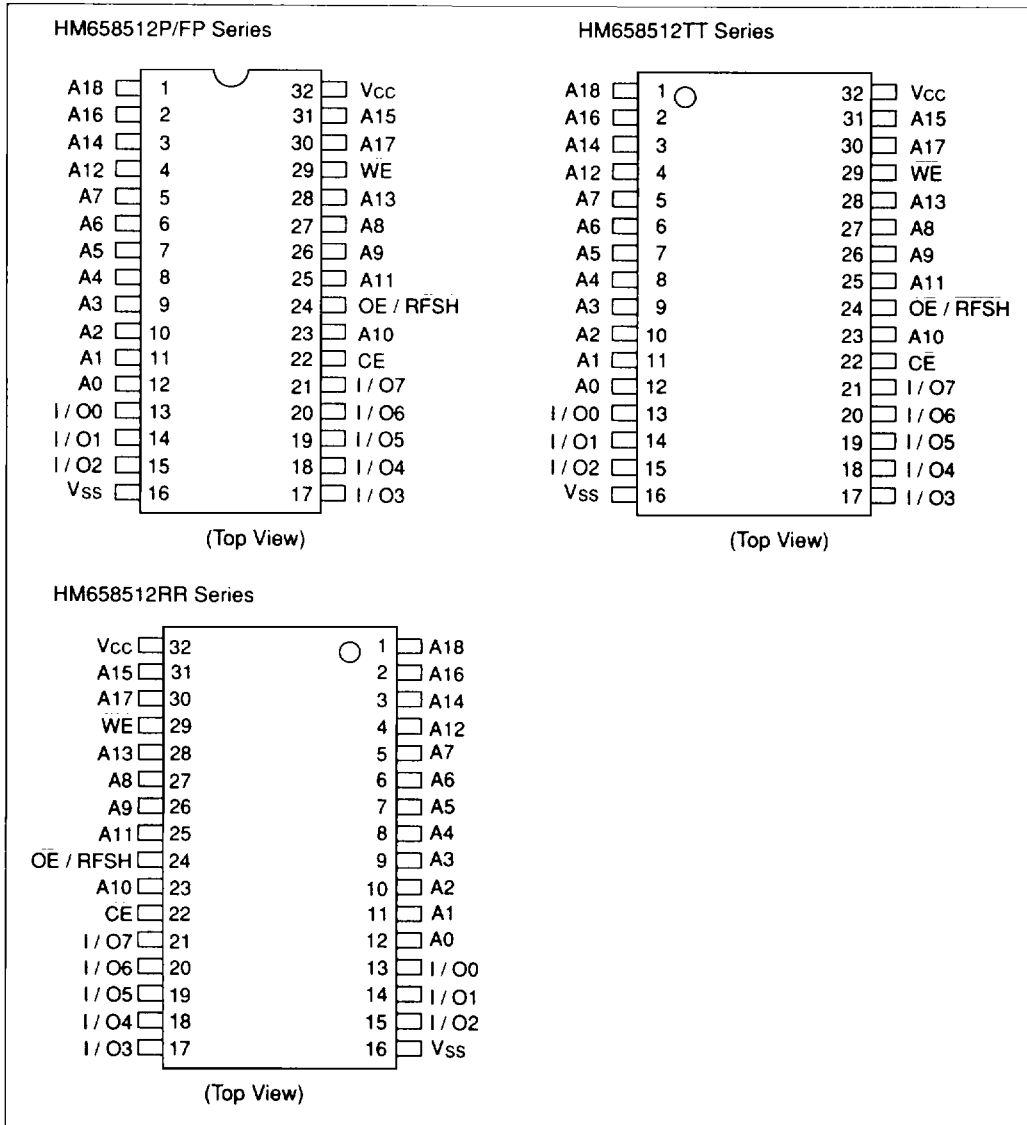 HM658512P/FP Series
A18 1 32 Vcc
A16 2 31 A15
A14 3 30 A17
A12 4 29 W̅E̅
A7 5 28 A13
A6 6 27 A8
A5 7 26 A9
A4 8 25 A11
A3 9 24 OE / RF̅SH
A2 10 23 A10
A1 11 22 CE
A0 12 21 I / O7
I / O0 13 20 I / O6
I / O1 14 19 I / O5
I / O2 15 18 I / O4
Vss 16 17 I / O3
(Top View)
HM658512TT Series
A18 1 32 Vcc
A16 2 31 A15
A14 3 30 A17
A12 4 29 W̅E̅
A7 5 28 A13
A6 6 27 A8
A5 7 26 A9
A4 8 25 A11
A3 9 24 O̅E̅ / R̅F̅S̅H̅
A2 10 23 A10
A1 11 22 C̅E̅
A0 12 21 I / O7
I / O0 13 20 I / O6
I / O1 14 19 I / O5
I / O2 15 18 I / O4
Vss 16 17 I / O3
(Top View)
HM658512RR Series
Vcc 32 1 A18
A15 31 2 A16
A17 30 3 A14
W̅E̅ 29 4 A12
A13 28 5 A7
A8 27 6 A6
A9 26 7 A5
A11 25 8 A4
O̅E̅ / RFSH 24 9 A3
A10 23 10 A2
C̅E̅ 22 11 A1
I / O7 21 12 A0
I / O6 20 13 I / O0
I / O5 19 14 I / O1
I / O4 18 15 I / O2
I / O3 17 16 Vss
(Top View)